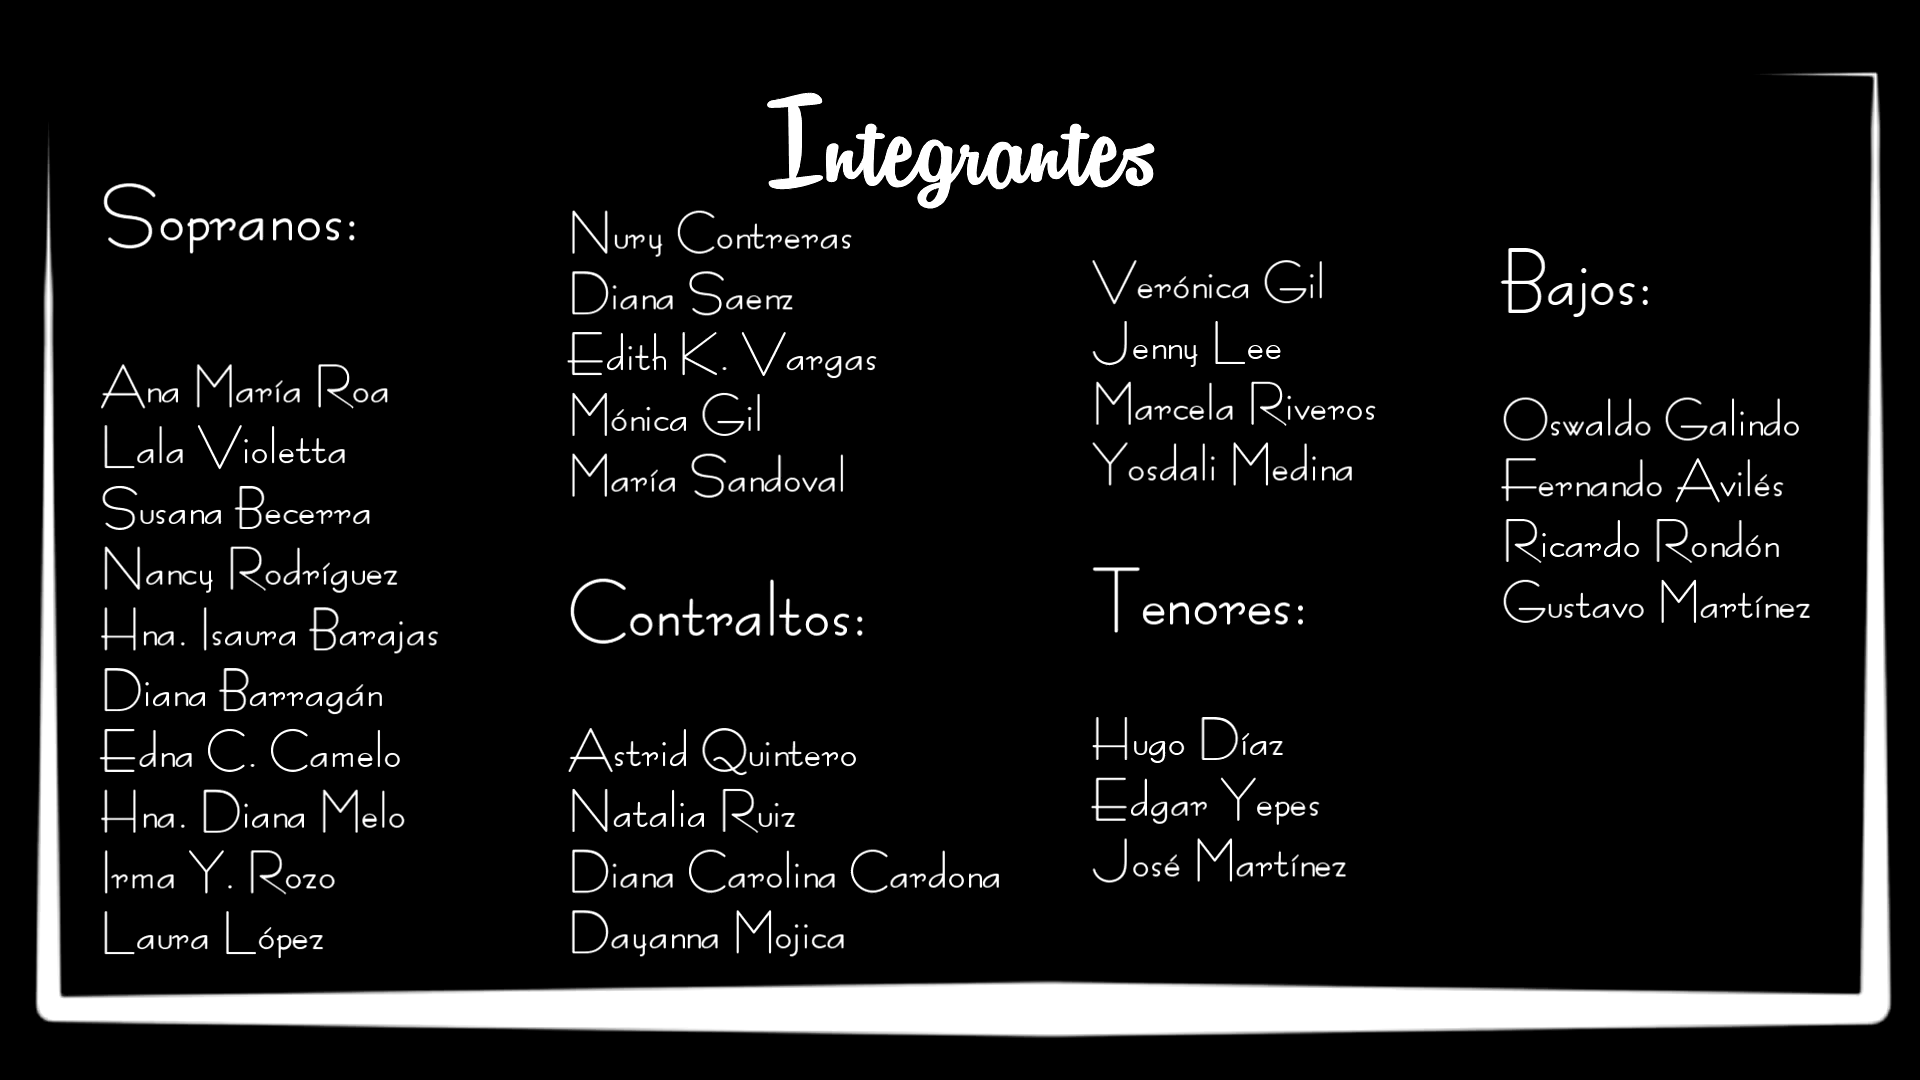 Integrantes
Sopranos:
Ana María Roa
Lala Violetta
Susana Becerra
Nancy Rodríguez
Hna. Isaura Barajas
Diana Barragán
Edna C. Camelo
Hna. Diana Melo
Irma Y. Rozo
Laura López
Nury Contreras
Diana Saenz
Edith K. Vargas
Mónica Gil
María Sandoval
Contraltos:
Astrid Quintero
Natalia Ruiz
Diana Carolina Cardona
Dayanna Mojica
Verónica Gil
Jenny Lee
Marcela Riveros
Yosdali Medina
Tenores:
Hugo Díaz
Edgar Yepes
José Martínez
Bajos:
Oswaldo Galindo
Fernando Avilés
Ricardo Rondón
Gustavo Martínez